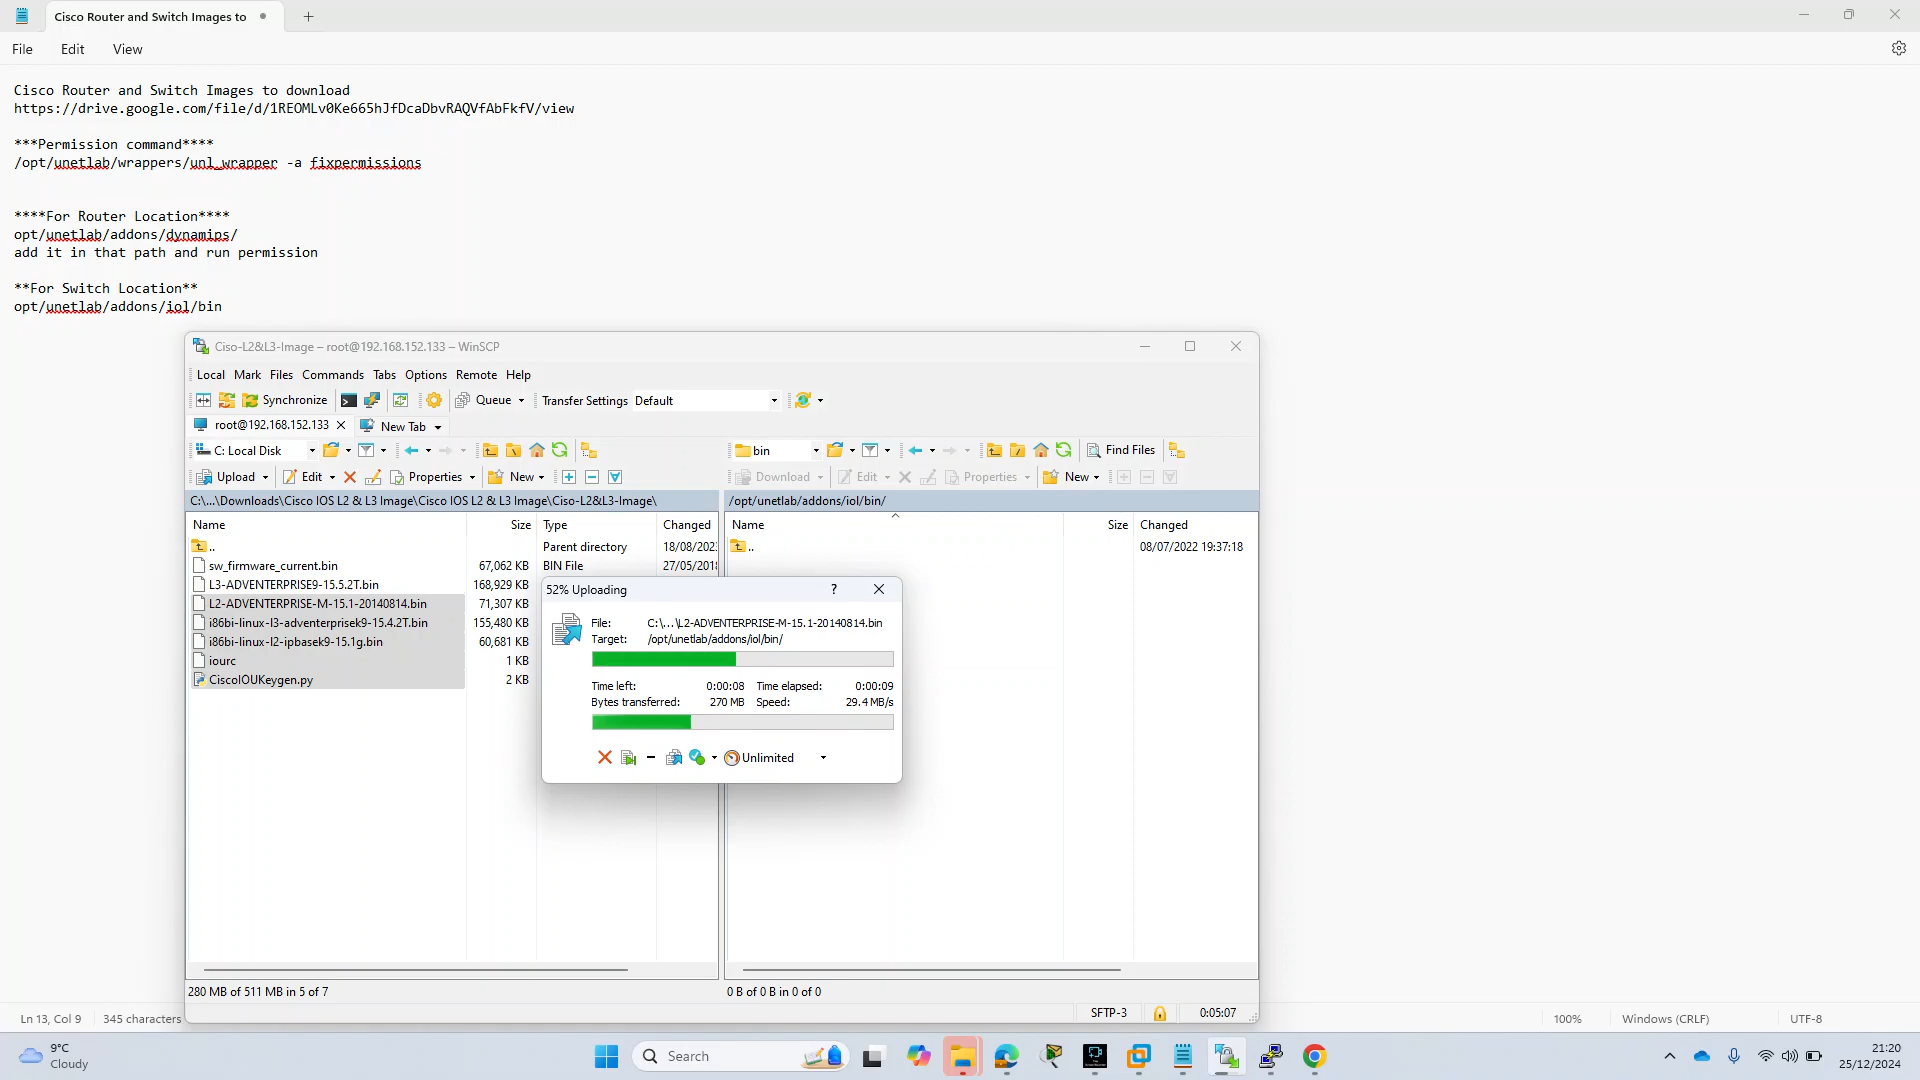 Cisco Router and Switch Images to
File Edit View
Cisco Router and Switch Images to download
https://drive.google.com/file/d/1REOMLv0Ke665hJfDcaDbvRAQVfAbFkfV/view
***Permission command****
/opt/unetlab/wrappers/unl_wrapper -a fixpermissions
****For Router Location****
opt/unetlab/addons/dynamips/
add it in that path and run permission
**For Switch Location**
opt/unetlab/addons/iol/bin
Ciso-L2&L3-Image – root@192.168.152.133 – WinSCP
Local Mark Files Commands Tabs Options Remote Help
Synchronize Queue Transfer Settings Default
root@192.168.152.133 New Tab
C: Local Disk
Upload Edit Properties New
C:\...\Downloads\Cisco IOS L2 & L3 Image\Cisco IOS L2 & L3 Image\Ciso-L2&L3-Image\
Name Size Type Changed
.. Parent directory 18/08/202
sw_firmware_current.bin 67,062 KB BIN File 27/05/201
L3-ADVENTERPRISE9-15.5.2T.bin 168,929 KB
L2-ADVENTERPRISE-M-15.1-20140814.bin 71,307 KB
i86bi-linux-l3-adventerprisek9-15.4.2T.bin 155,480 KB
i86bi-linux-l2-ipbasek9-15.1g.bin 60,681 KB
iourc 1 KB
CiscoIOUKeygen.py 2 KB
280 MB of 511 MB in 5 of 7
bin Find Files
Download Edit Properties New
/opt/unetlab/addons/iol/bin/
Name Size Changed
.. 08/07/2022 19:37:18
0 B of 0 B in 0 of 0
SFTP-3 0:05:07
52% Uploading ?
File: C:\...\L2-ADVENTERPRISE-M-15.1-20140814.bin
Target: /opt/unetlab/addons/iol/bin/
Time left: 0:00:08 Time elapsed: 0:00:09
Bytes transferred: 270 MB Speed: 29.4 MB/s
Unlimited
Ln 13, Col 9 345 characters 100% Windows (CRLF) UTF-8
9°C
Cloudy
Search
21:20
25/12/2024